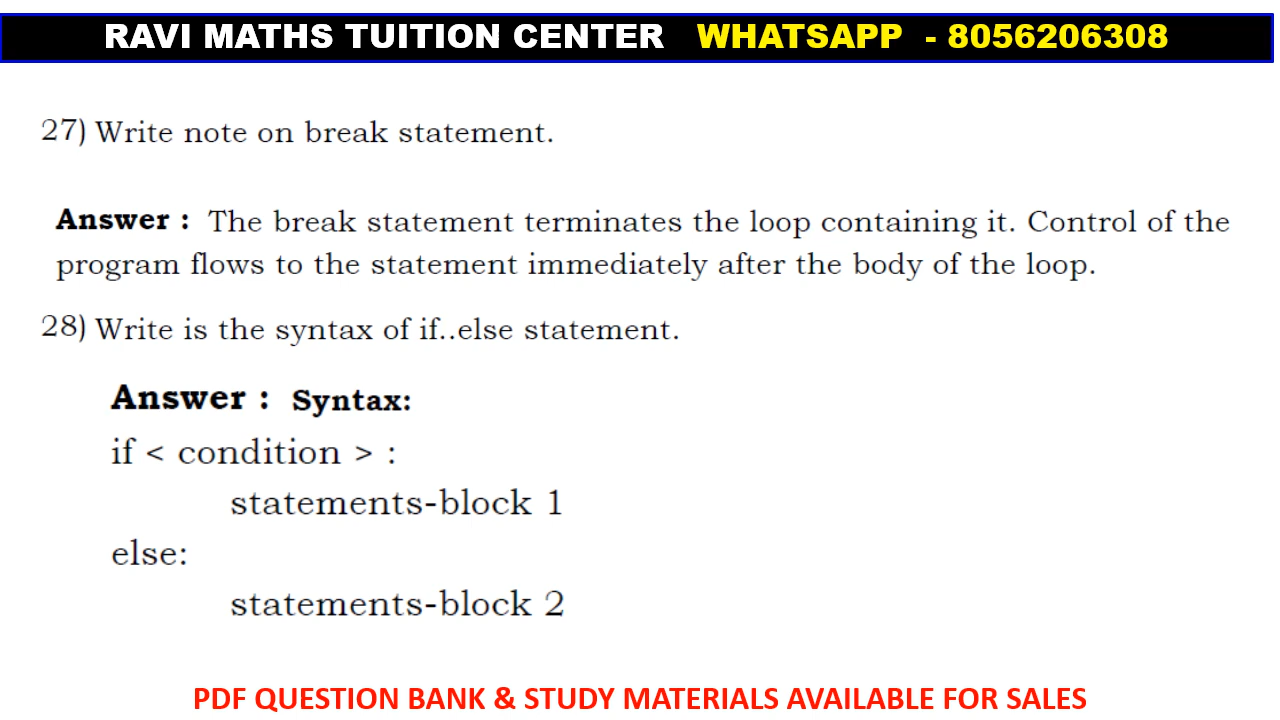 RAVI MATHS TUITION CENTER WHATSAPP - 8056206308
27) Write note on break statement.
Answer : The break statement terminates the loop containing it. Control of the
program flows to the statement immediately after the body of the loop.
28) Write is the syntax of if..else statement.
Answer : Syntax:
if < condition > :
statements-block 1
else:
statements-block 2
PDF QUESTION BANK & STUDY MATERIALS AVAILABLE FOR SALES